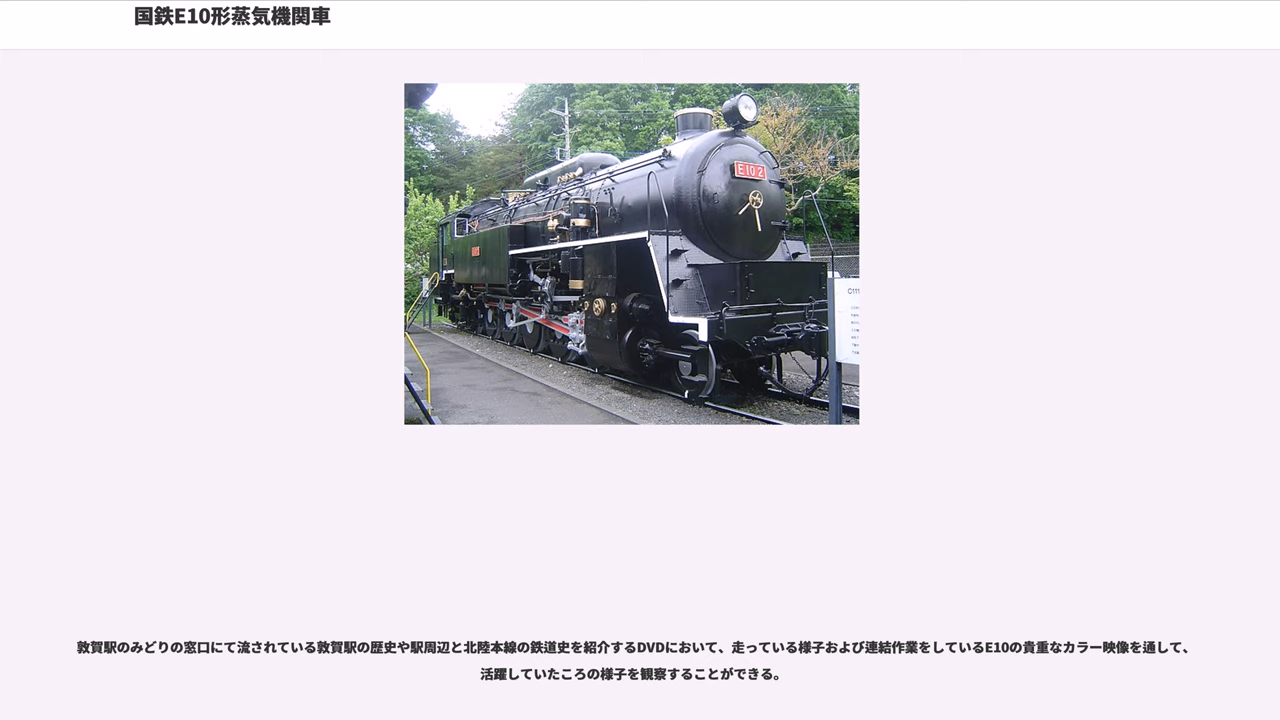 国鉄E10形蒸気機関車
E10 2
C111
敦賀駅のみどりの窓口にて流されている敦賀駅の歴史や駅周辺と北陸本線の鉄道史を紹介するDVDにおいて、走っている様子および連結作業をしているE10の貴重なカラー映像を通して、
活躍していたころの様子を観察することができる。